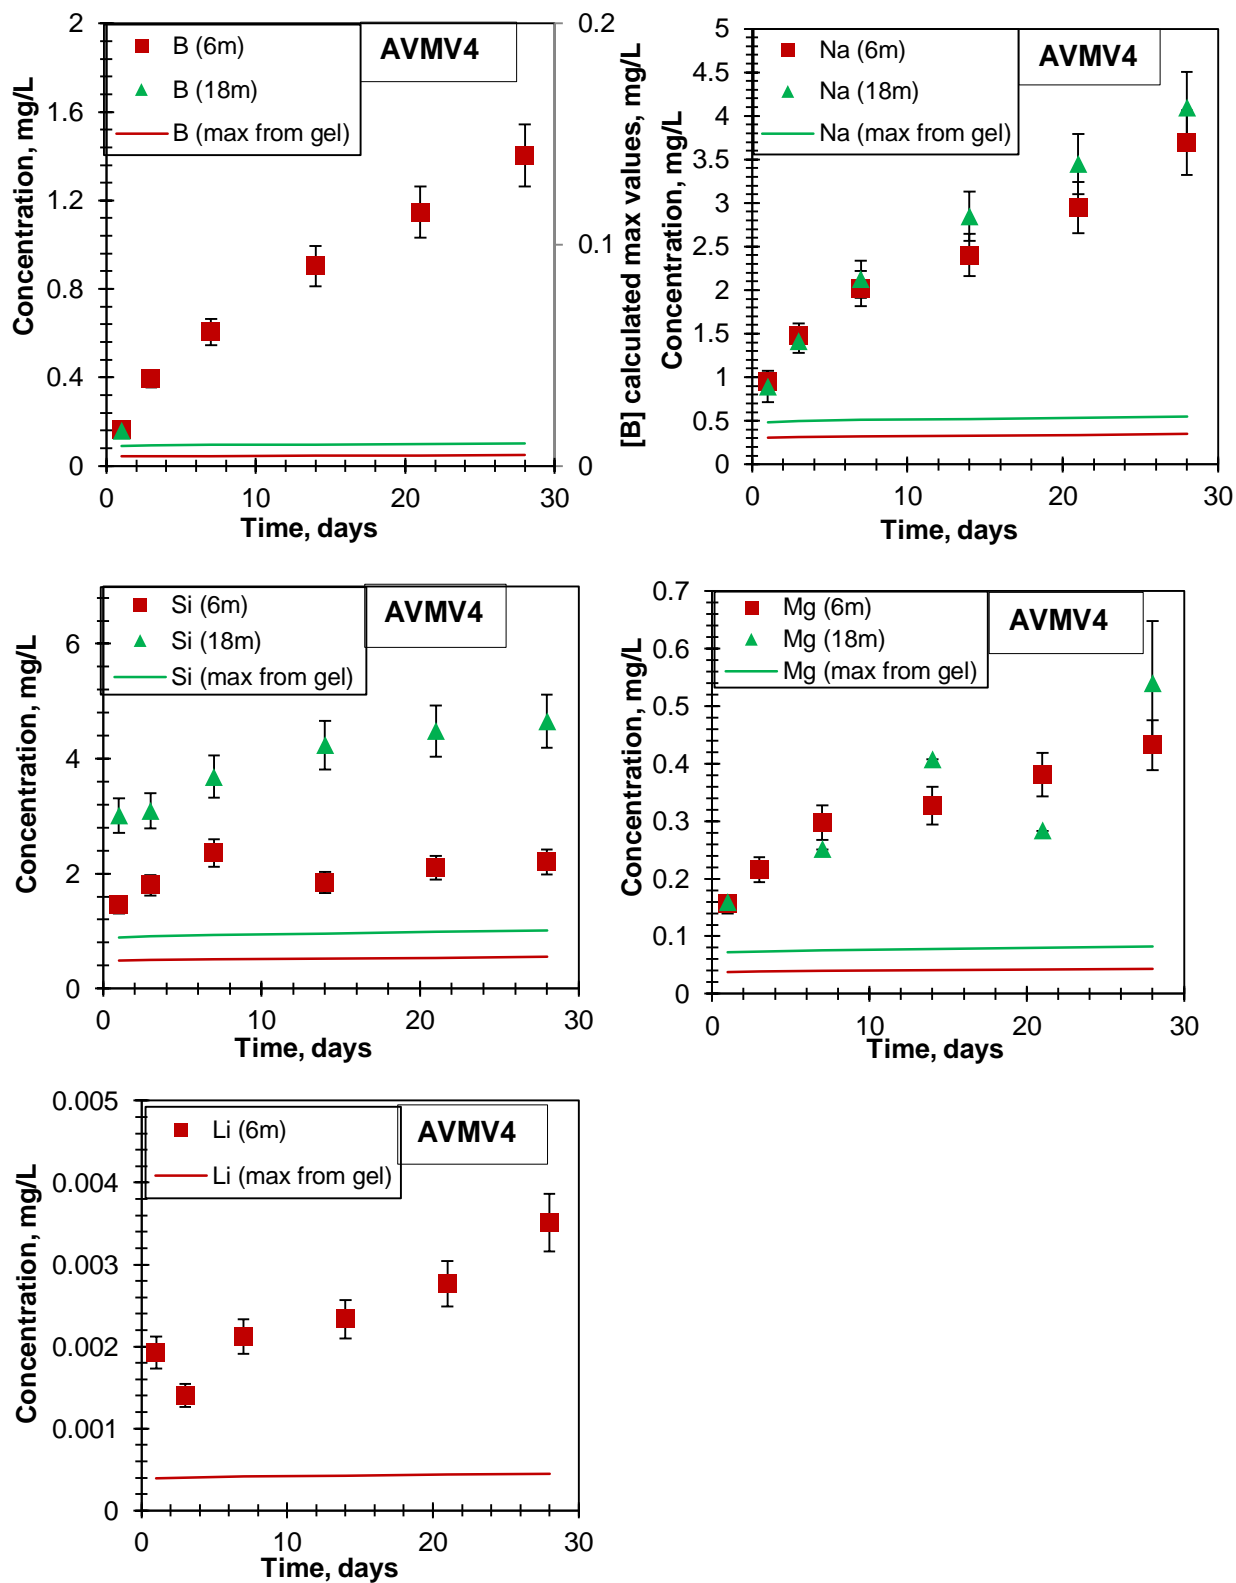 AVMV4
B (6m)
B (18m)
B (max from gel)
Concentration, mg/L
2
1.6
1.2
0.8
0.4
0
0.2
0.1
0
[B] calculated max values, mg/L
0 10 20 30
Time, days
AVMV4
Na (6m)
Na (18m)
Na (max from gel)
Concentration, mg/L
5
4.5
4
3.5
3
2.5
2
1.5
1
0.5
0
0 10 20 30
Time, days
AVMV4
Si (6m)
Si (18m)
Si (max from gel)
Concentration, mg/L
6
4
2
0
0 10 20 30
Time, days
AVMV4
Mg (6m)
Mg (18m)
Mg (max from gel)
Concentration, mg/L
0.7
0.6
0.5
0.4
0.3
0.2
0.1
0
0 10 20 30
Time, days
AVMV4
Li (6m)
Li (max from gel)
Concentration, mg/L
0.005
0.004
0.003
0.002
0.001
0
0 10 20 30
Time, days